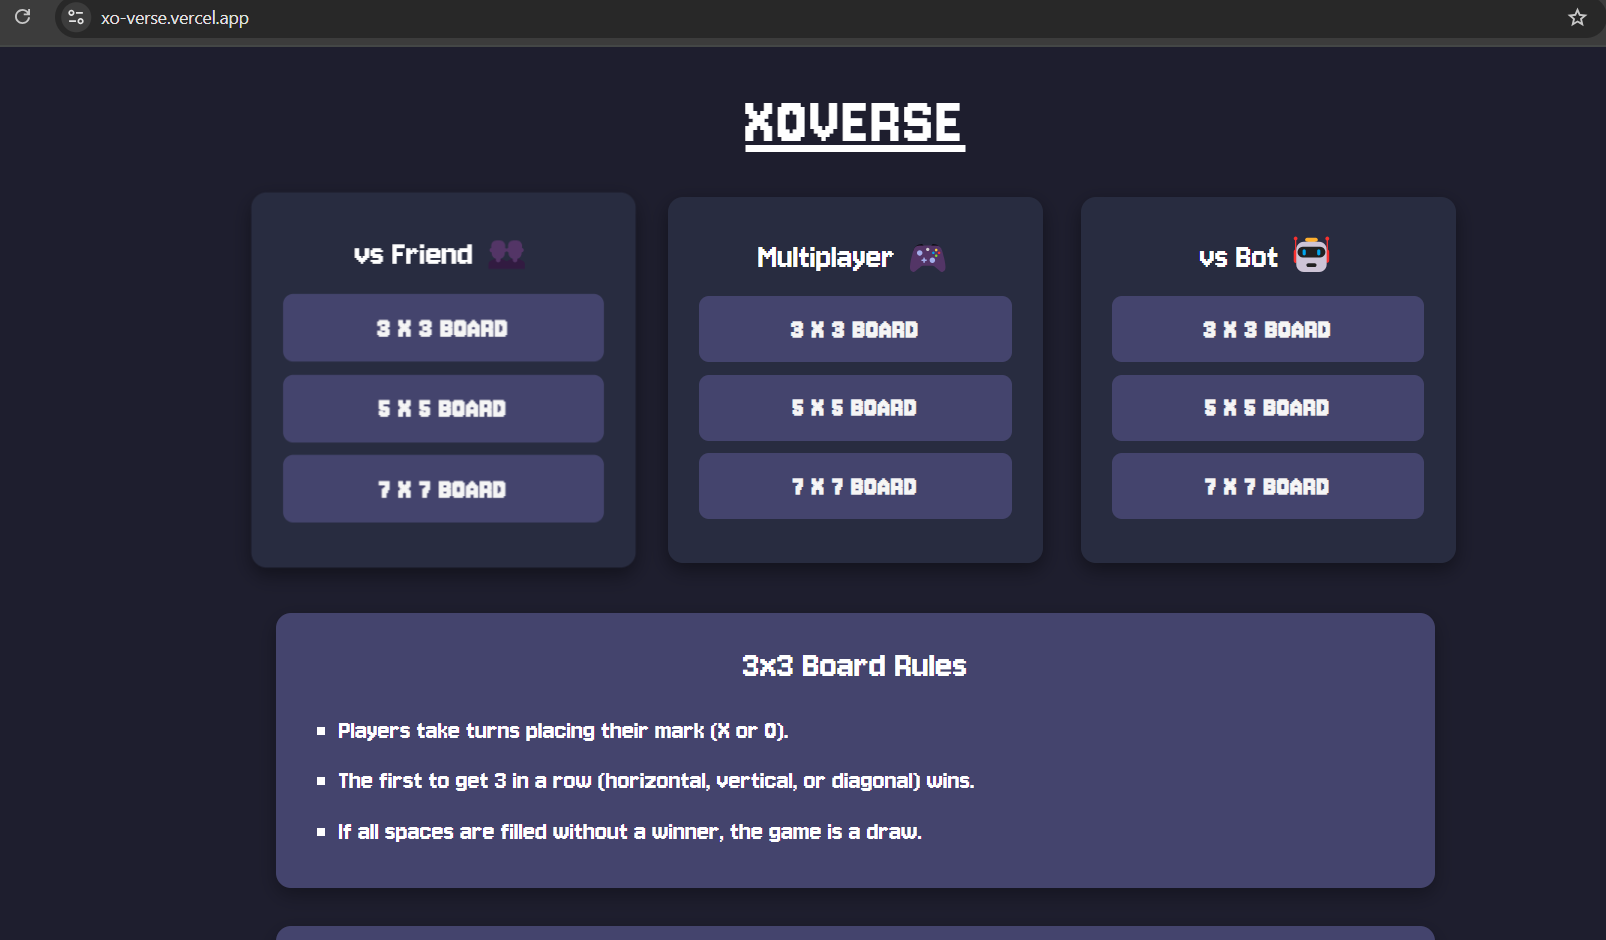 xo-verse.vercel.app
XOVERSE
vs Friend
3 X 3 BOARD
5 X 5 BOARD
7 X 7 BOARD
Multiplayer
3 X 3 BOARD
5 X 5 BOARD
7 X 7 BOARD
vs Bot
3 X 3 BOARD
5 X 5 BOARD
7 X 7 BOARD
3x3 Board Rules
Players take turns placing their mark (X or O).
The first to get 3 in a row (horizontal, vertical, or diagonal) wins.
If all spaces are filled without a winner, the game is a draw.